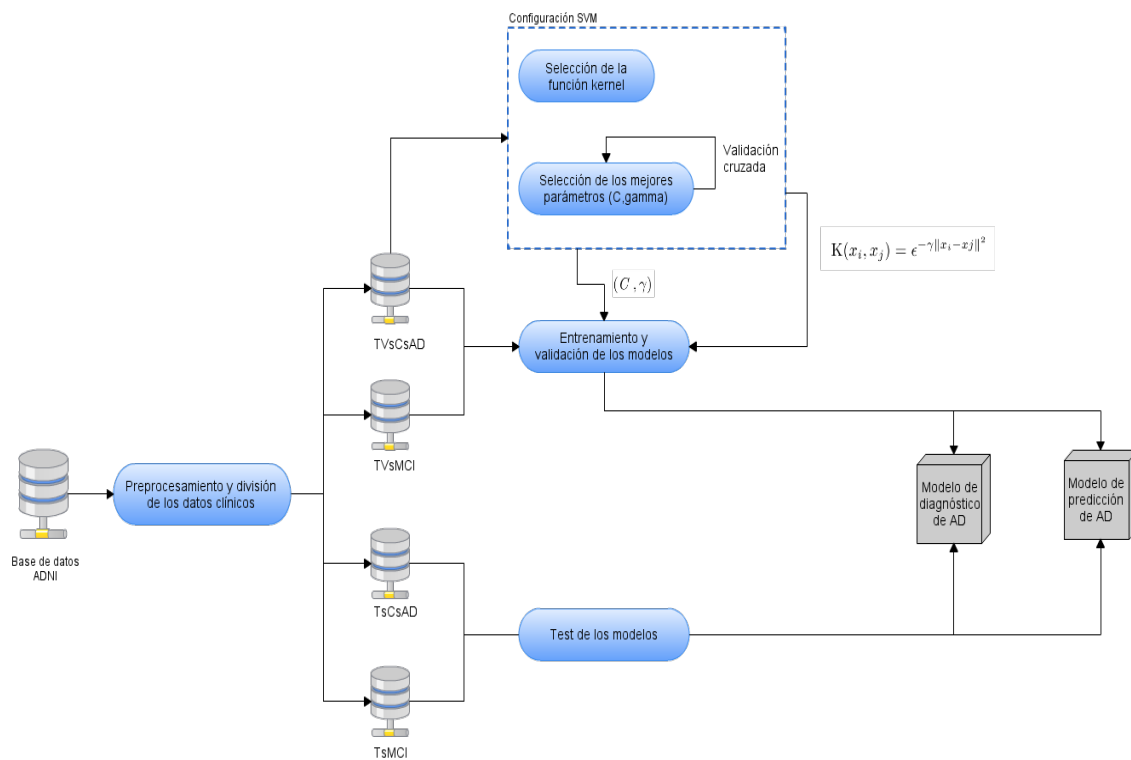 Configuración SVM
Selección de la
función kernel
Validación
cruzada
Selección de los mejores
parámetros (C,gamma)
K(x_i, x_j) = ϵ^{-γ‖x_i-xj‖^2}
(C, γ)
TVsCsAD
Entrenamiento y
validación de los modelos
TVsMCI
Base de datos
ADNI
Preprocesamiento y división
de los datos clínicos
Modelo de
diagnóstico
de AD
Modelo de
predicción
de AD
TsCsAD
Test de los modelos
TsMCI